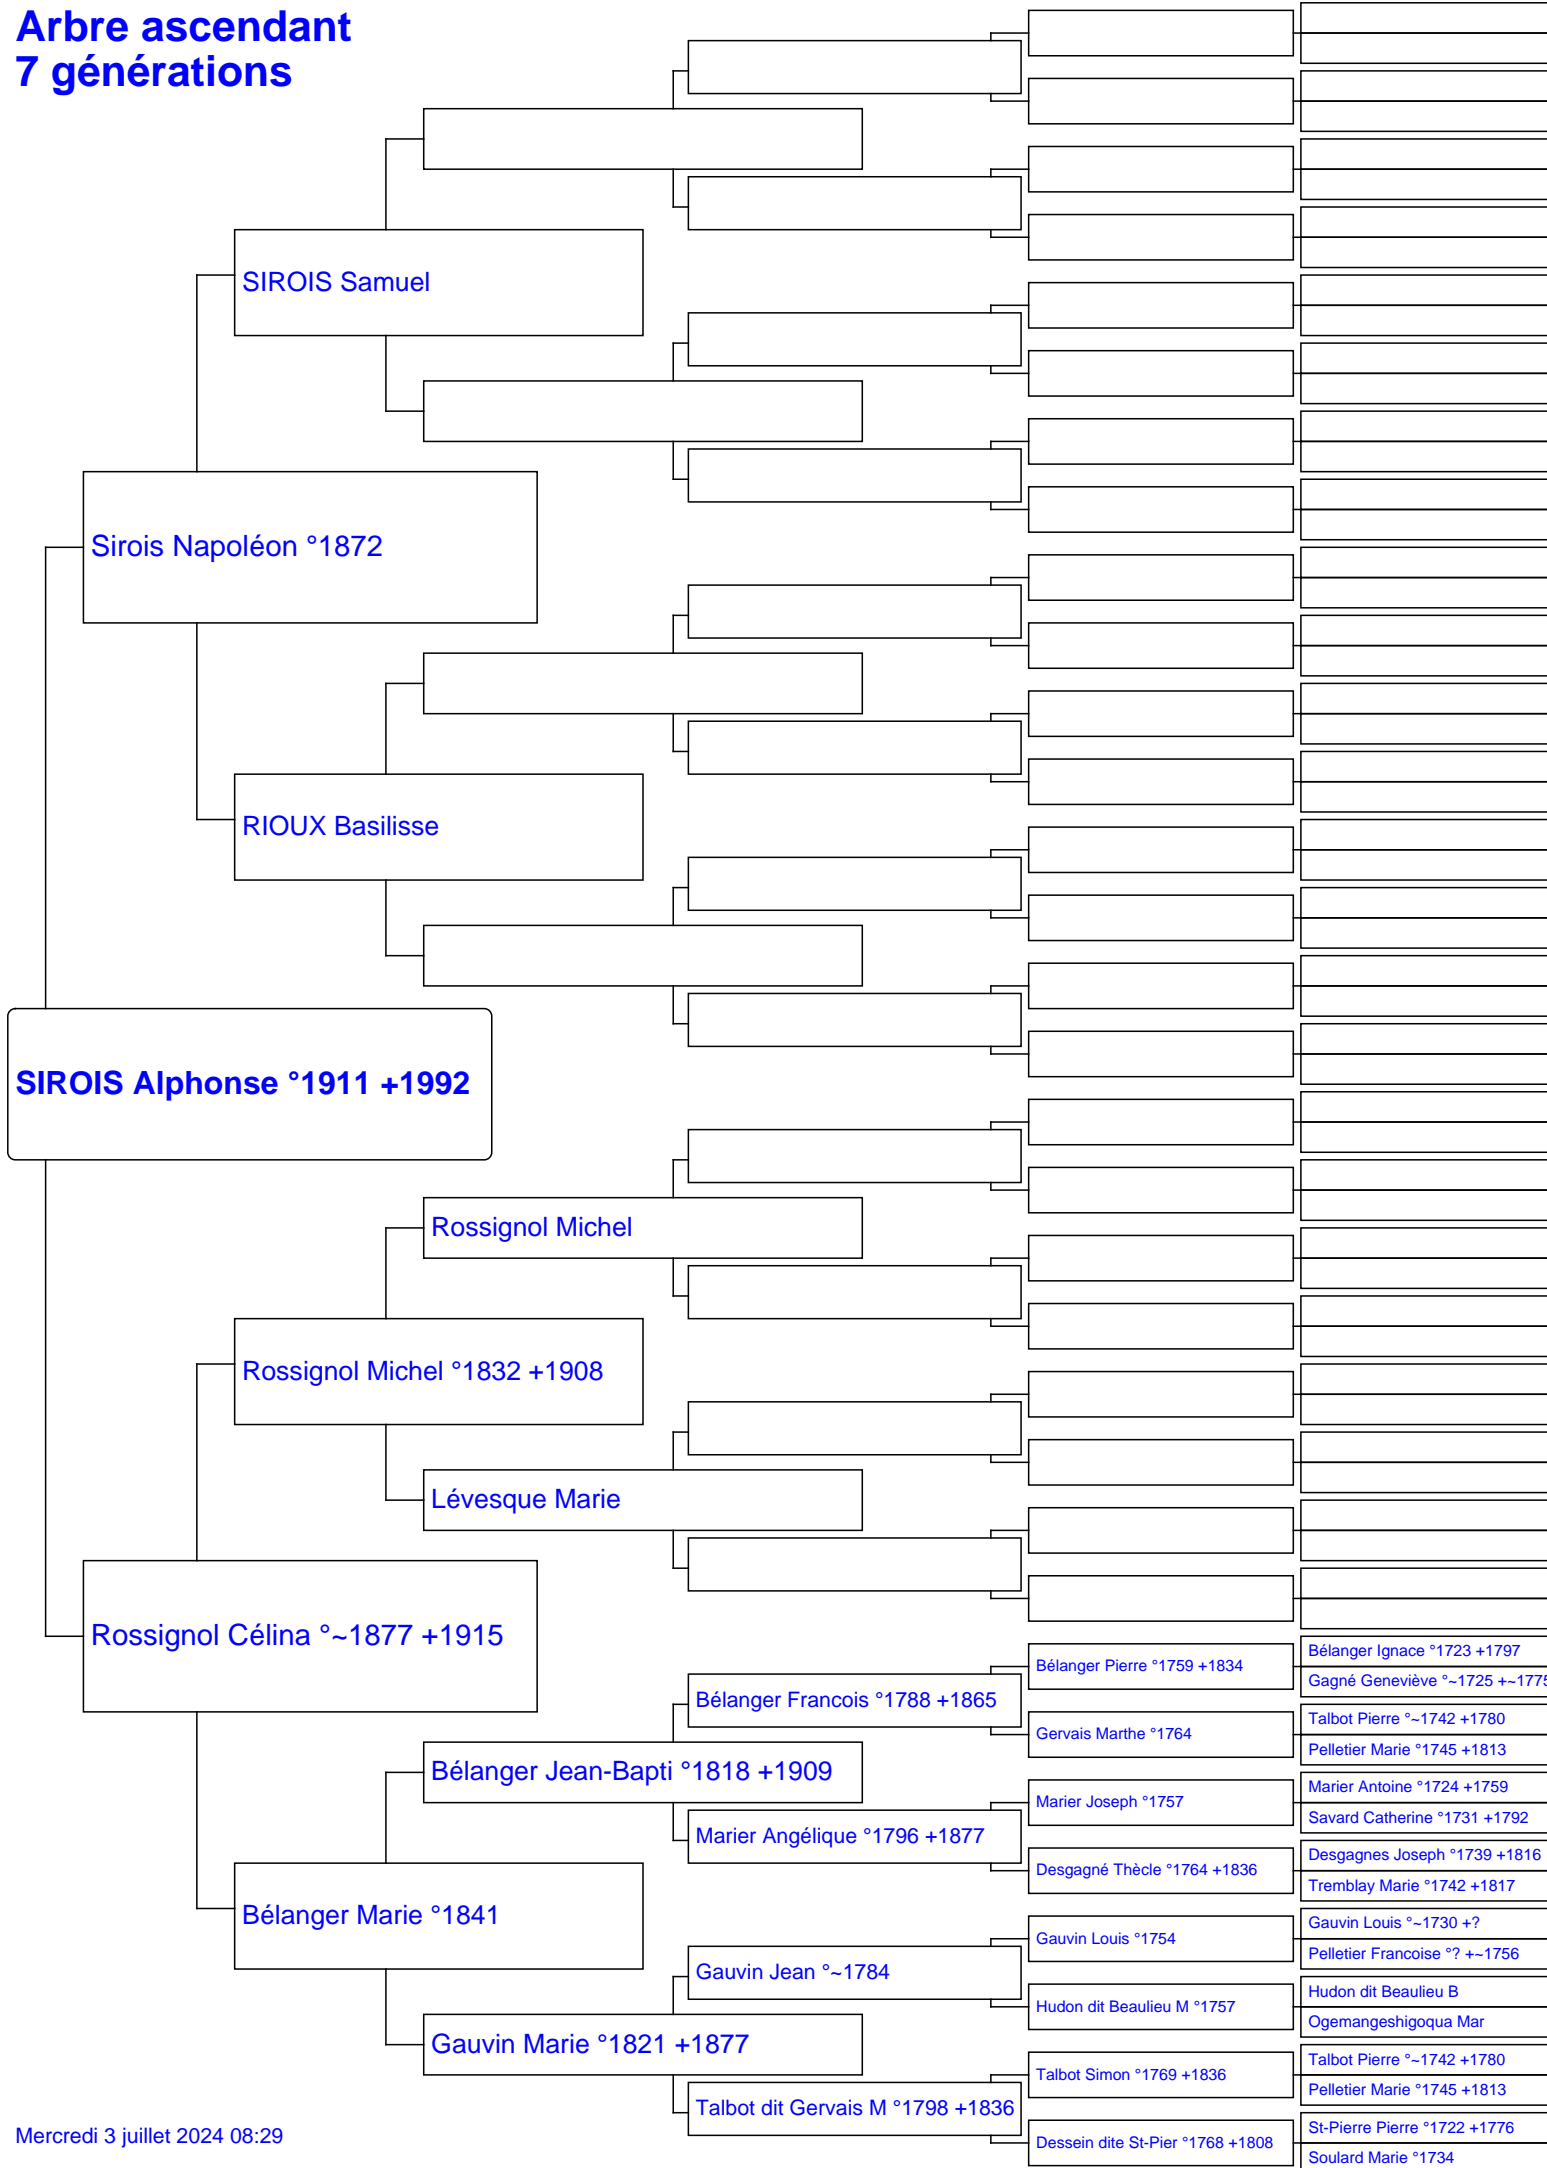 Arbre ascendant
7 générations
SIROIS Samuel
Sirois Napoléon °1872
RIOUX Basilisse
SIROIS Alphonse °1911 +1992
Rossignol Michel
Rossignol Michel °1832 +1908
Lévesque Marie
Rossignol Célina °~1877 +1915
Bélanger Ignace °1723 +1797
Bélanger Pierre °1759 +1834
Gagné Geneviève °~1725 +~1775
Bélanger Francois °1788 +1865
Talbot Pierre °~1742 +1780
Gervais Marthe °1764
Pelletier Marie °1745 +1813
Bélanger Jean-Bapti °1818 +1909
Marier Antoine °1724 +1759
Marier Joseph °1757
Savard Catherine °1731 +1792
Marier Angélique °1796 +1877
Desgagnes Joseph °1739 +1816
Desgagné Thècle °1764 +1836
Tremblay Marie °1742 +1817
Bélanger Marie °1841
Gauvin Louis °~1730 +?
Gauvin Louis °1754
Pelletier Francoise °? +~1756
Gauvin Jean °~1784
Hudon dit Beaulieu B
Hudon dit Beaulieu M °1757
Ogemangeshigoqua Mar
Gauvin Marie °1821 +1877
Talbot Pierre °~1742 +1780
Talbot Simon °1769 +1836
Pelletier Marie °1745 +1813
Talbot dit Gervais M °1798 +1836
St-Pierre Pierre °1722 +1776
Dessein dite St-Pier °1768 +1808
Soulard Marie °1734
Mercredi 3 juillet 2024 08:29